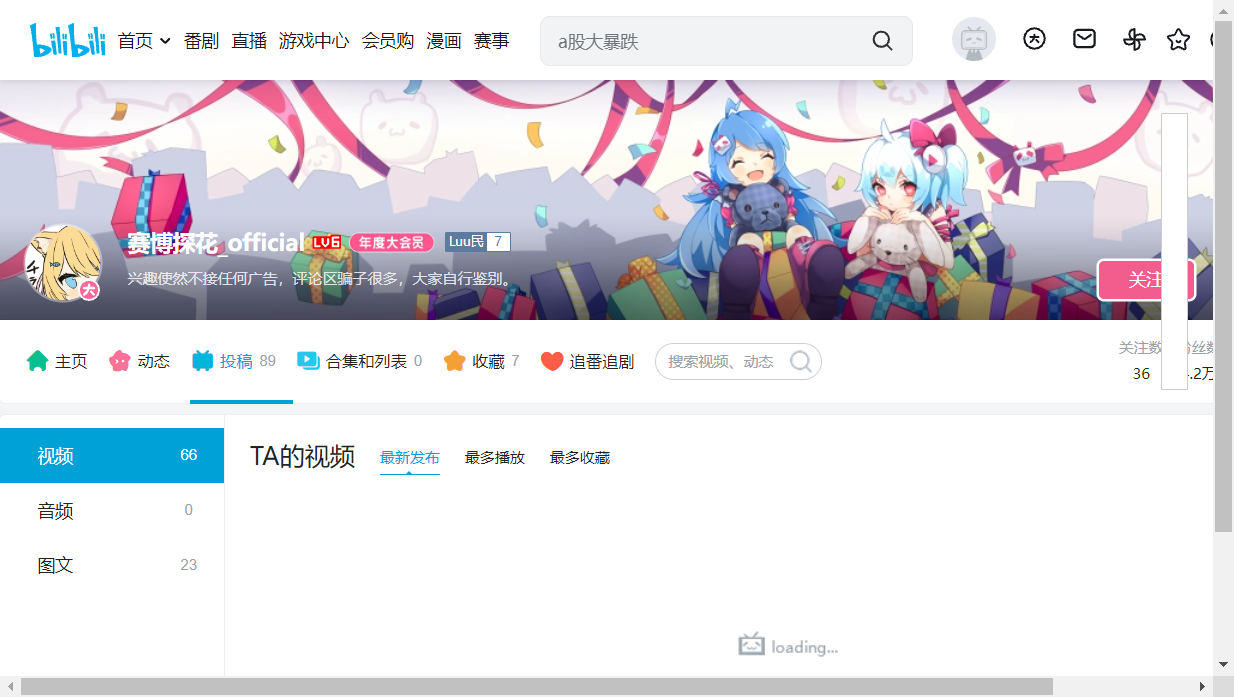 bilibili 首页 番剧 直播 游戏中心 会员购 漫画 赛事 a股大暴跌
赛博探花_official LV6 年度大会员 Luu民 7
兴趣使然不接任何广告，评论区骗子很多，大家自行鉴别。
大
关注
主页 动态 投稿 89 合集和列表 0 收藏 7 追番追剧 搜索视频、动态
关注数
36
.2万
视频 66
音频 0
图文 23
TA的视频 最新发布 最多播放 最多收藏
loading...